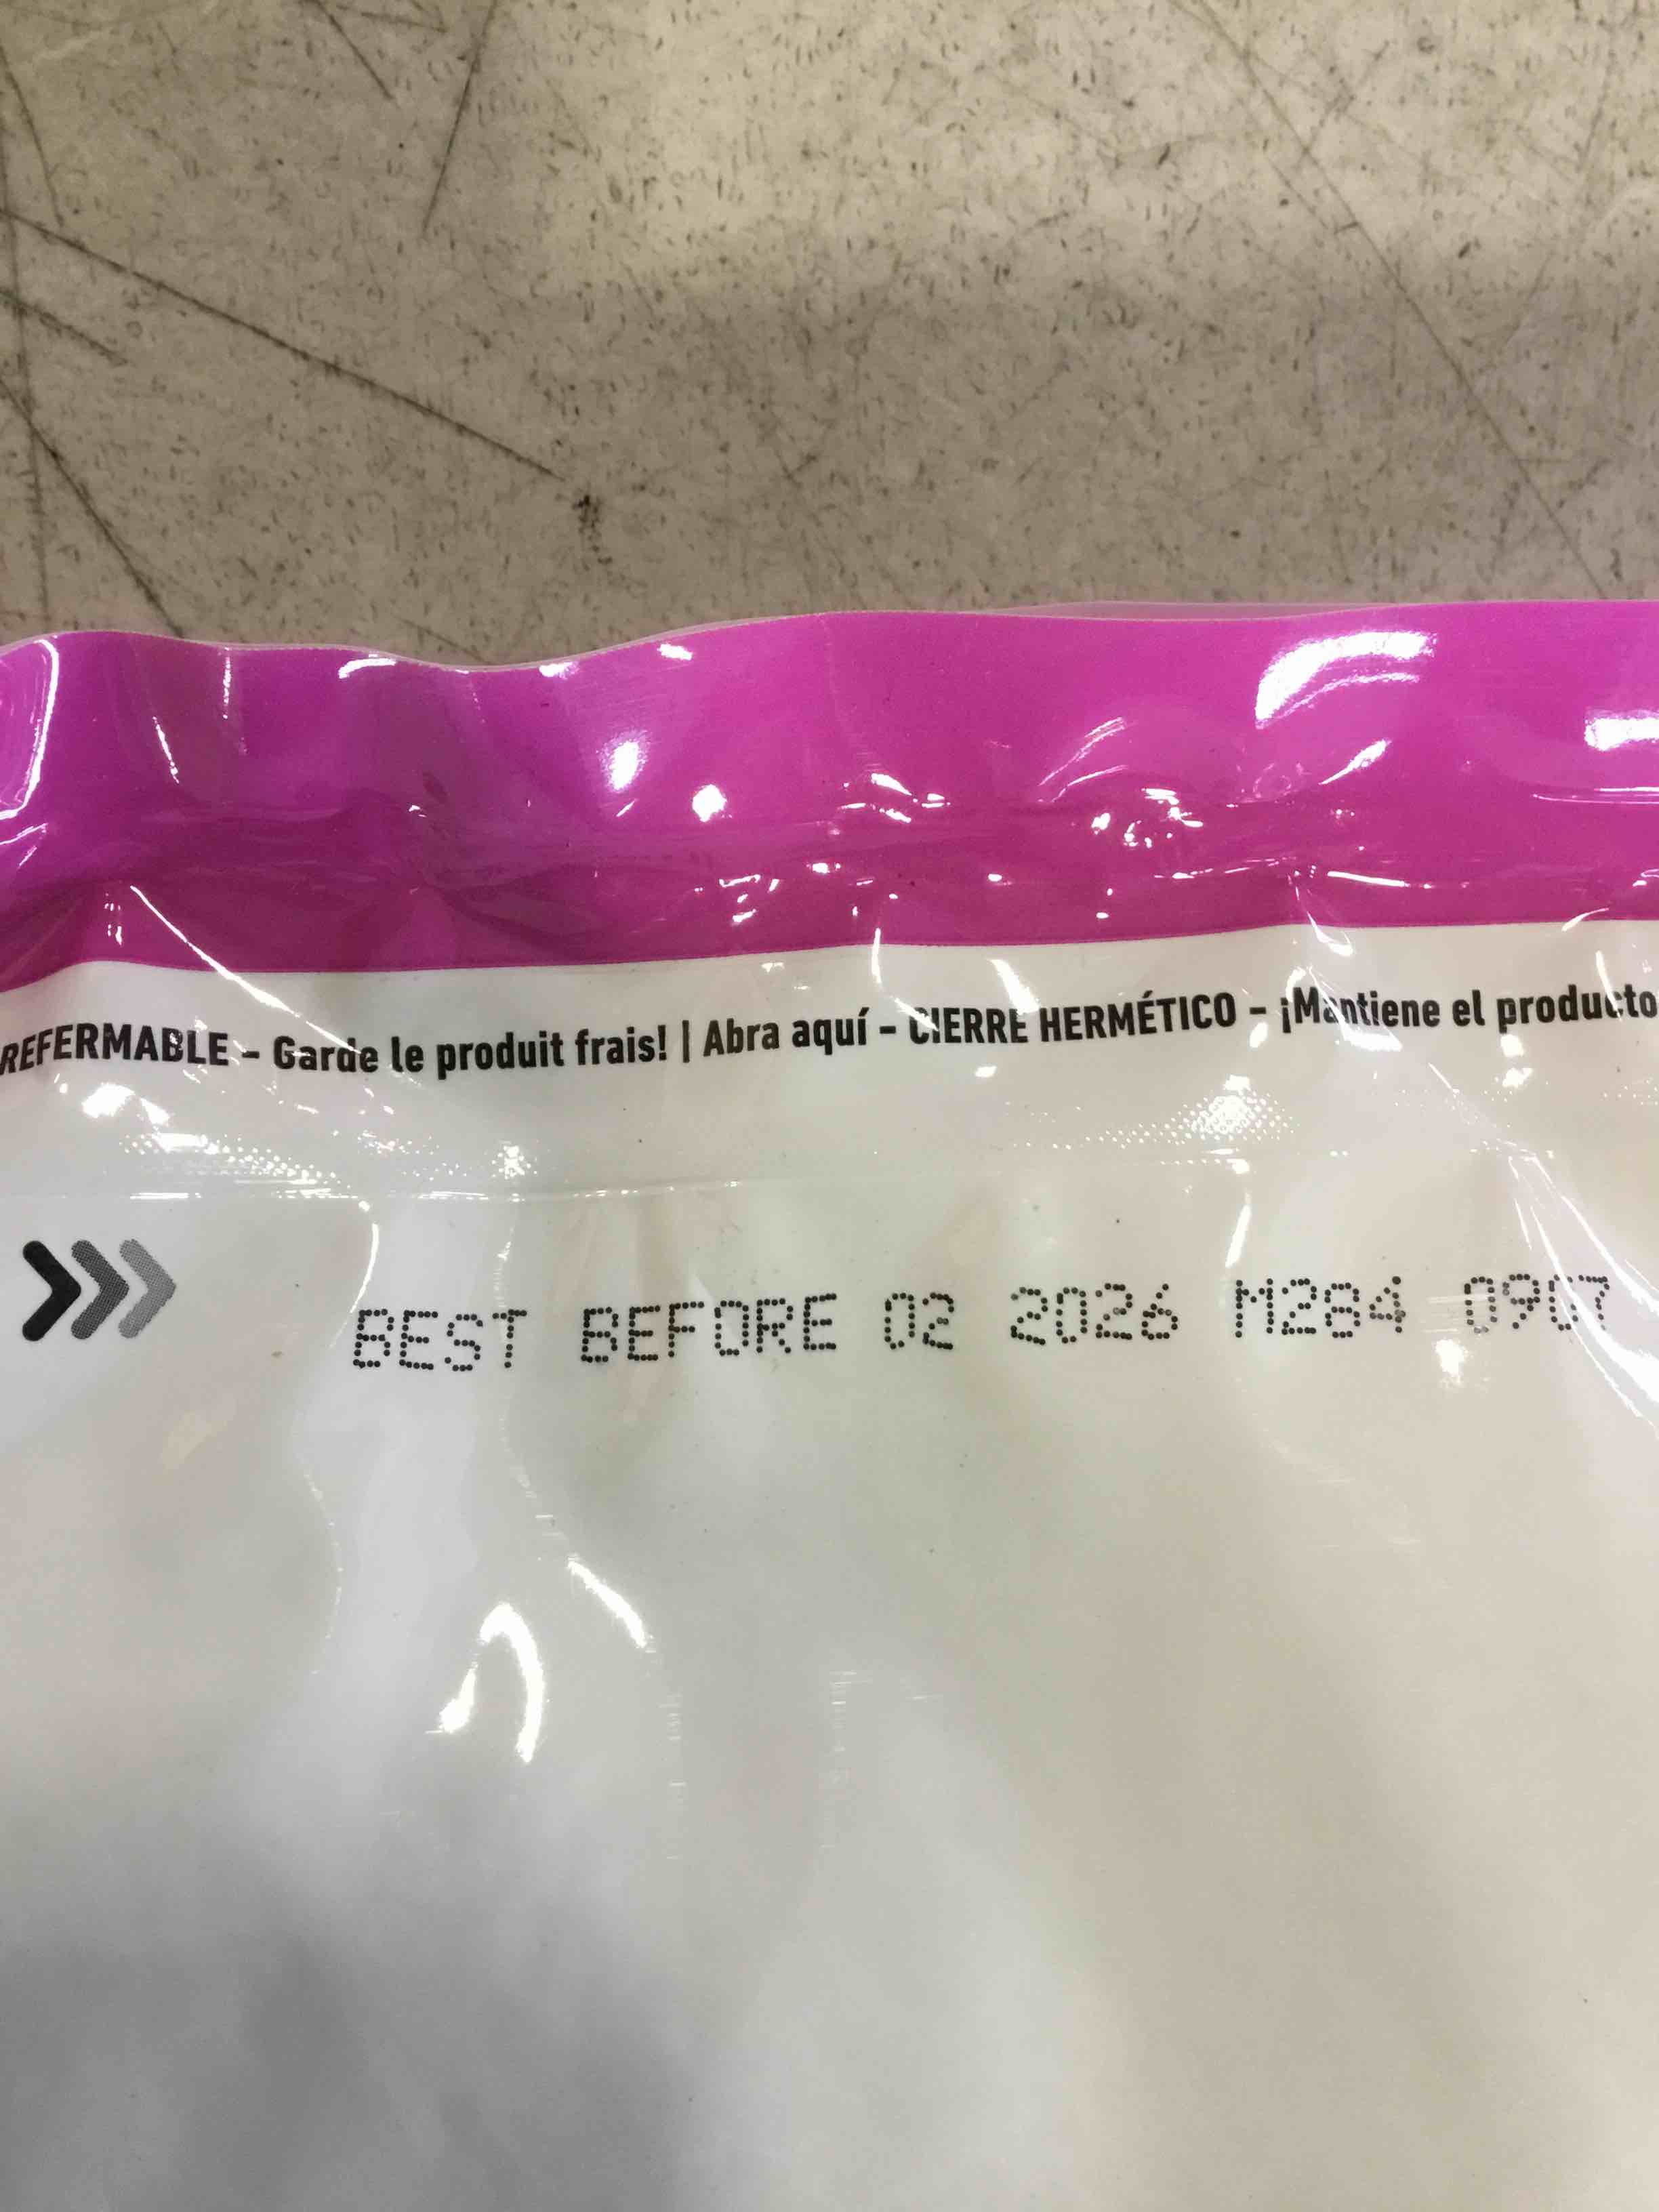 REFERMABLE – Garde le produit frais! | Abra aquí – CIERRE HERMÉTICO – ¡Mantiene el producto
BEST BEFORE 02 2026 M284 0907